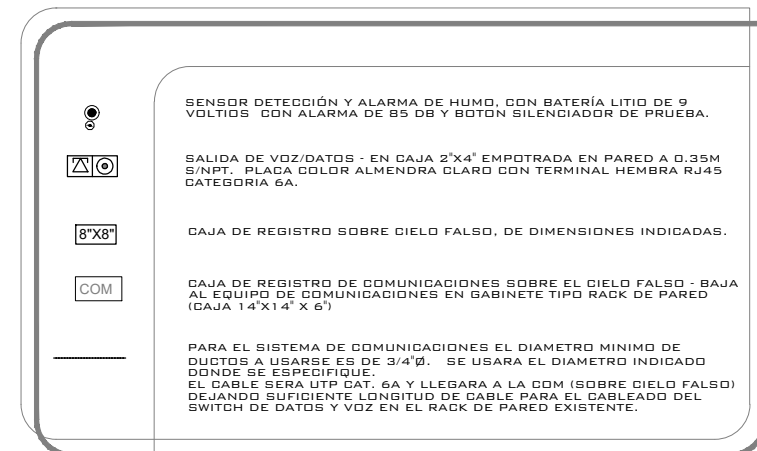 SENSOR DETECCIÓN Y ALARMA DE HUMO, CON BATERÍA LITIO DE 9
VOLTIOS CON ALARMA DE 85 DB Y BOTON SILENCIADOR DE PRUEBA.
SALIDA DE VOZ/DATOS - EN CAJA 2"X4" EMPOTRADA EN PARED A 0.35M
S/NPT. PLACA COLOR ALMENDRA CLARO CON TERMINAL HEMBRA RJ45
CATEGORIA 6A.
8"X8"
CAJA DE REGISTRO SOBRE CIELO FALSO, DE DIMENSIONES INDICADAS.
COM
CAJA DE REGISTRO DE COMUNICACIONES SOBRE EL CIELO FALSO - BAJA
AL EQUIPO DE COMUNICACIONES EN GABINETE TIPO RACK DE PARED
(CAJA 14"X14" X 6")
PARA EL SISTEMA DE COMUNICACIONES EL DIAMETRO MINIMO DE
DUCTOS A USARSE ES DE 3/4"Ø. SE USARA EL DIAMETRO INDICADO
DONDE SE ESPECIFIQUE.
EL CABLE SERA UTP CAT. 6A Y LLEGARA A LA COM (SOBRE CIELO FALSO)
DEJANDO SUFICIENTE LONGITUD DE CABLE PARA EL CABLEADO DEL
SWITCH DE DATOS Y VOZ EN EL RACK DE PARED EXISTENTE.